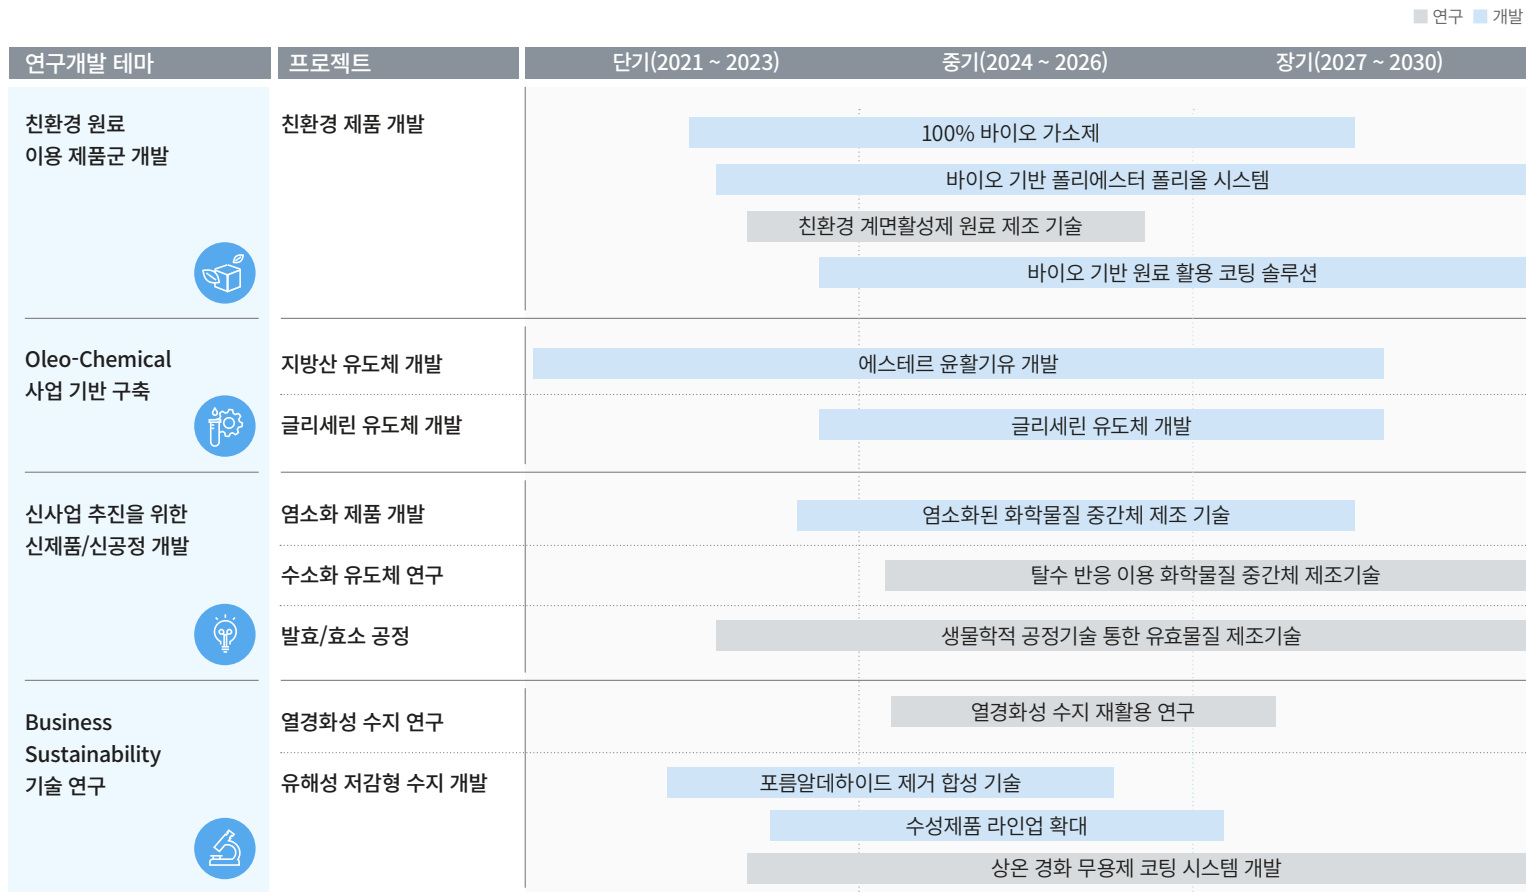 연구 개발
연구개발 테마 프로젝트 단기(2021 ~ 2023) 중기(2024 ~ 2026) 장기(2027 ~ 2030)
친환경 원료
이용 제품군 개발
친환경 제품 개발
100% 바이오 가소제
바이오 기반 폴리에스터 폴리올 시스템
친환경 계면활성제 원료 제조 기술
바이오 기반 원료 활용 코팅 솔루션
Oleo-Chemical
사업 기반 구축
지방산 유도체 개발
에스테르 윤활기유 개발
글리세린 유도체 개발
글리세린 유도체 개발
신사업 추진을 위한
신제품/신공정 개발
염소화 제품 개발
염소화된 화학물질 중간체 제조 기술
수소화 유도체 연구
탈수 반응 이용 화학물질 중간체 제조기술
발효/효소 공정
생물학적 공정기술 통한 유효물질 제조기술
Business
Sustainability
기술 연구
열경화성 수지 연구
열경화성 수지 재활용 연구
유해성 저감형 수지 개발
포름알데하이드 제거 합성 기술
수성제품 라인업 확대
상온 경화 무용제 코팅 시스템 개발